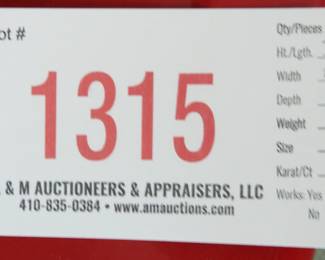 ot #
1315
& M AUCTIONEERS & APPRAISERS, LLC
410-835-0384 • www.amauctions.com
Qty/Pieces
Ht./Lgth.
Width
Depth
Weight
Size
Karat/Ct
Works: Yes
No